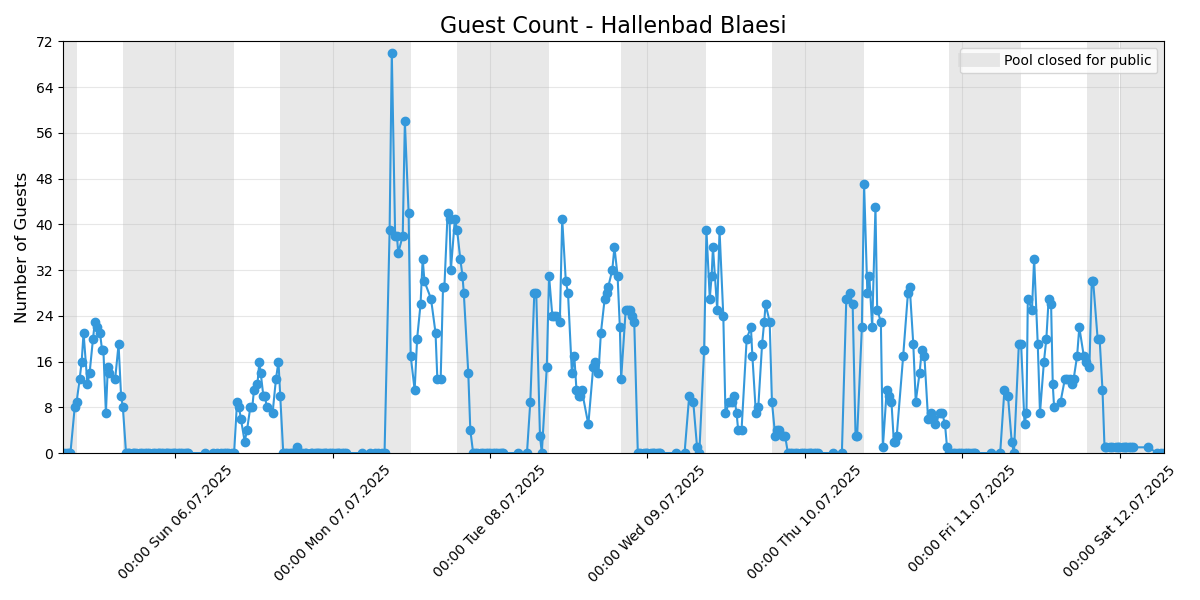 Guest Count - Hallenbad Blaesi
Pool closed for public
Number of Guests
72
64
56
48
40
32
24
16
8
0
00:00 Sun 06.07.2025
00:00 Mon 07.07.2025
00:00 Tue 08.07.2025
00:00 Wed 09.07.2025
00:00 Thu 10.07.2025
00:00 Fri 11.07.2025
00:00 Sat 12.07.2025